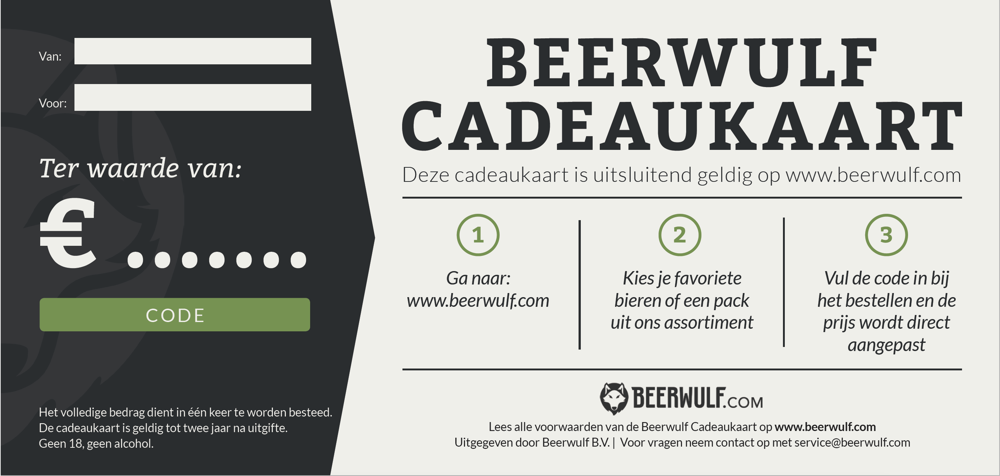 Van:
Voor:
Ter waarde van:
€ .......
CODE
Het volledige bedrag dient in één keer te worden besteed.
De cadeaukaart is geldig tot twee jaar na uitgifte.
Geen 18, geen alcohol.
BEERWULF
CADEAUKAART
Deze cadeaukaart is uitsluitend geldig op www.beerwulf.com
1
Ga naar:
www.beerwulf.com
2
Kies je favoriete
bieren of een pack
uit ons assortiment
3
Vul de code in bij
het bestellen en de
prijs wordt direct
aangepast
BEERWULF.COM
Lees alle voorwaarden van de Beerwulf Cadeaukaart op www.beerwulf.com
Uitgegeven door Beerwulf B.V. | Voor vragen neem contact op met service@beerwulf.com